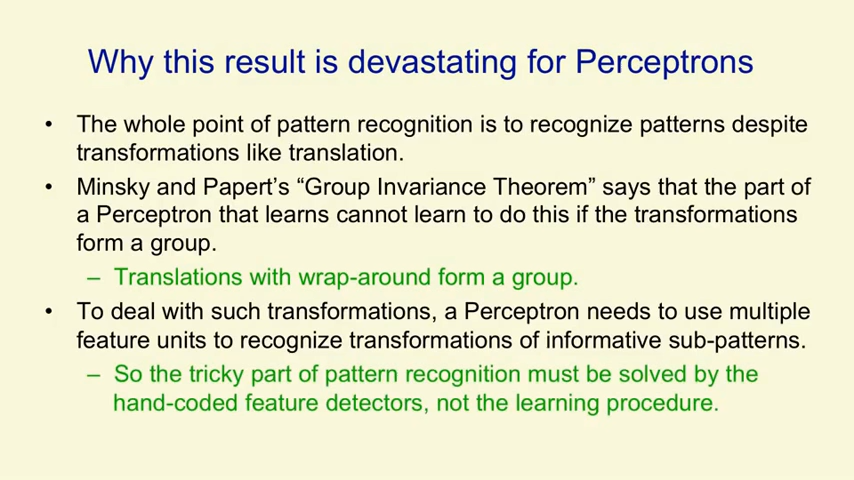 Why this result is devastating for Perceptrons
• The whole point of pattern recognition is to recognize patterns despite
transformations like translation.
• Minsky and Papert’s “Group Invariance Theorem” says that the part of
a Perceptron that learns cannot learn to do this if the transformations
form a group.
– Translations with wrap-around form a group.
• To deal with such transformations, a Perceptron needs to use multiple
feature units to recognize transformations of informative sub-patterns.
– So the tricky part of pattern recognition must be solved by the
hand-coded feature detectors, not the learning procedure.